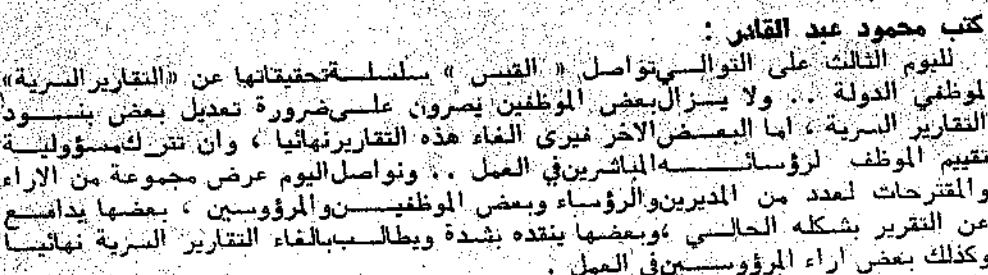 كتب محمود عبد القادر :
لليوم الثالث على التوالي تواصل « القبس » سلسلة تحقيقاتها عن «التقارير السرية»
لموظفي الدولة .. ولا يزال بعض الموظفين يصرون على ضرورة تعديل بعض بنود
التقارير السرية ، اما البعض الاخر فيرى الغاء هذه التقارير نهائيا ، وان تترك مسؤولية
تقييم الموظف لرؤسائه المباشرين في العمل .. ونواصل اليوم عرض مجموعة من الاراء
والمقترحات لعدد من المديرين والرؤساء وبعض الموظفين والمرؤوسين ، بعضها يدافع
عن التقرير بشكله الحالي ، وبعضها ينقده بشدة ويطالب بالغاء التقارير السرية نهائيا
وكذلك بعض اراء المرؤوسين في العمل .